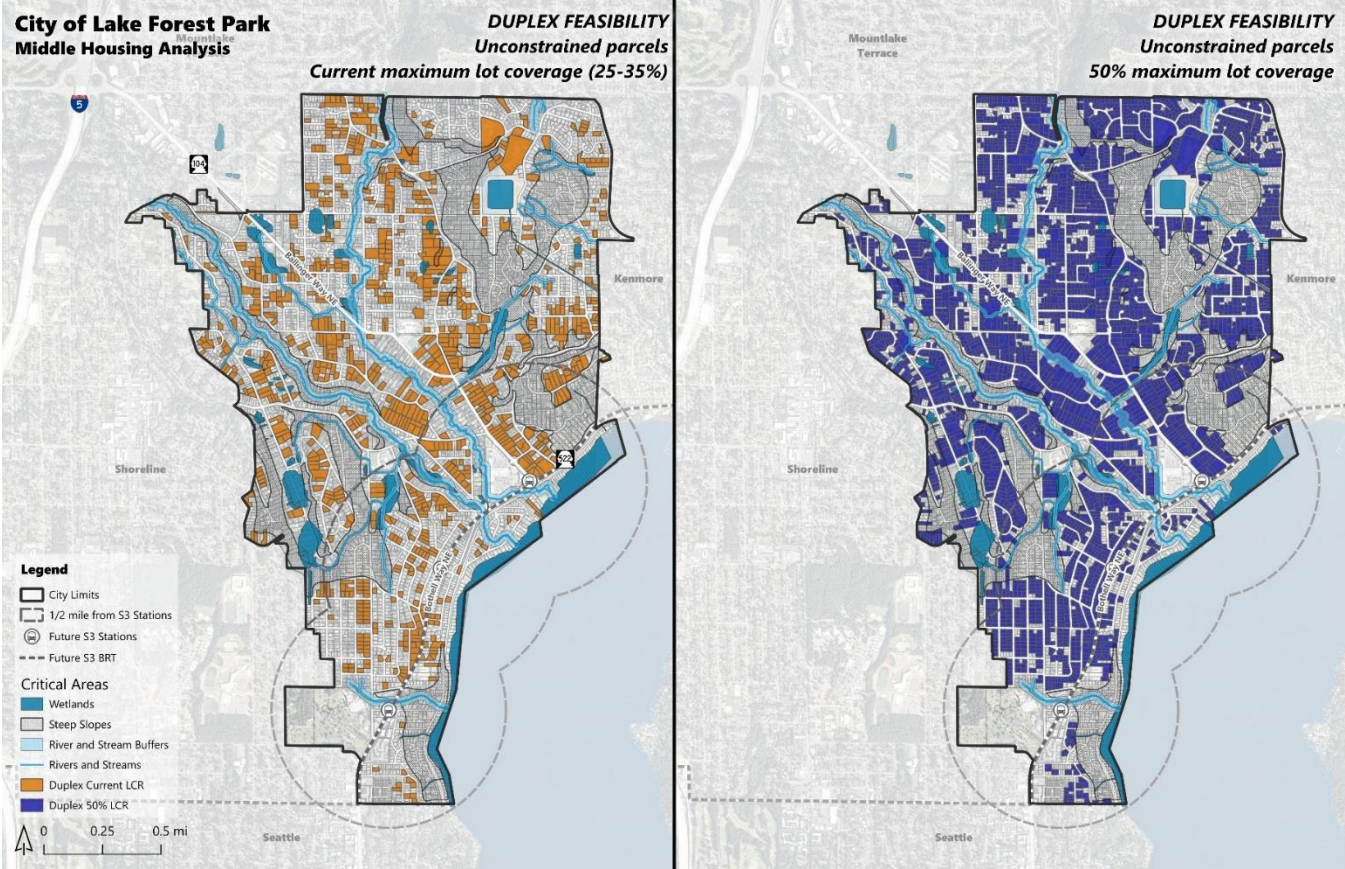 City of Lake Forest Park
Middle Housing Analysis
DUPLEX FEASIBILITY
Unconstrained parcels
Current maximum lot coverage (25-35%)
Mountlake
Terrace
5
104
Ballinger Way NE
Kenmore
Shoreline
522
Bothell Way NE
Seattle
Legend
City Limits
1/2 mile from S3 Stations
Future S3 Stations
Future S3 BRT
Critical Areas
Wetlands
Steep Slopes
River and Stream Buffers
Rivers and Streams
Duplex Current LCR
Duplex 50% LCR
0 0.25 0.5 mi
DUPLEX FEASIBILITY
Unconstrained parcels
50% maximum lot coverage
Mountlake
Terrace
Ballinger Way NE
Kenmore
Shoreline
Bothell Way NE
Seattle